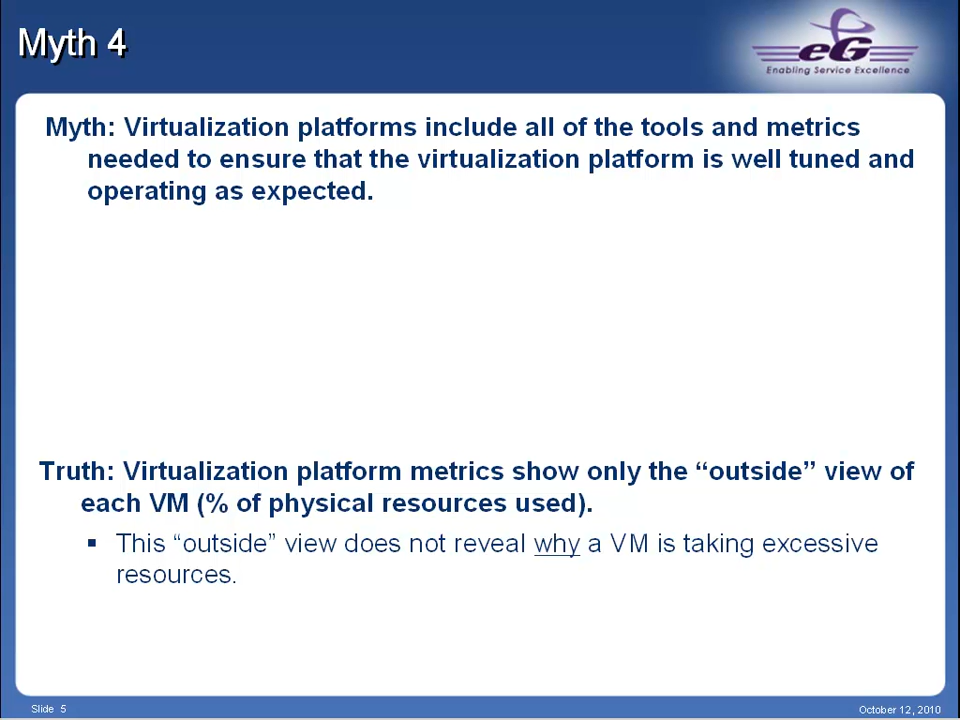 Myth 4
eG
Enabling Service Excellence
Myth: Virtualization platforms include all of the tools and metrics
needed to ensure that the virtualization platform is well tuned and
operating as expected.
Truth: Virtualization platform metrics show only the “outside” view of
each VM (% of physical resources used).
▪ This “outside” view does not reveal why a VM is taking excessive
resources.
Slide 5
October 12, 2010